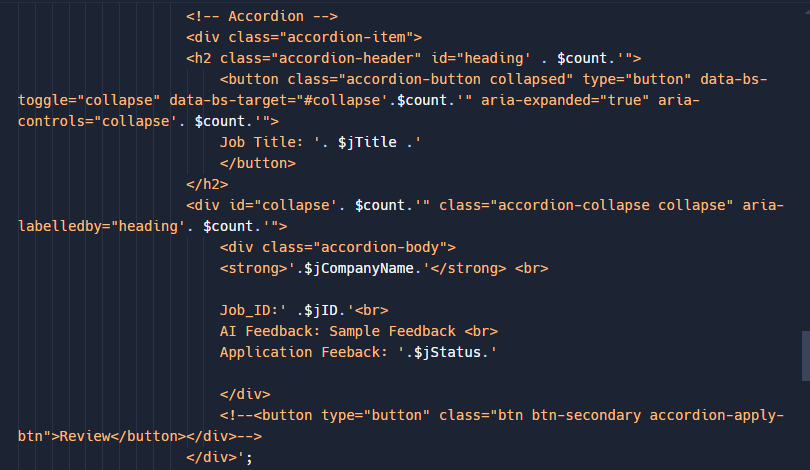 <!-- Accordion -->
<div class="accordion-item">
<h2 class="accordion-header" id="heading' . $count.'">
<button class="accordion-button collapsed" type="button" data-bs-
toggle="collapse" data-bs-target="#collapse'.$count.'" aria-expanded="true" aria-
controls="collapse'. $count.'">
Job Title: '. $jTitle .'
</button>
</h2>
<div id="collapse'. $count.'" class="accordion-collapse collapse" aria-
labelledby="heading'. $count.'">
<div class="accordion-body">
<strong>'.$jCompanyName.'</strong> <br>
Job_ID:' .$jID.'<br>
AI Feedback: Sample Feedback <br>
Application Feeback: '.$jStatus.'
</div>
<!--<button type="button" class="btn btn-secondary accordion-apply-
btn">Review</button></div>-->
</div>';